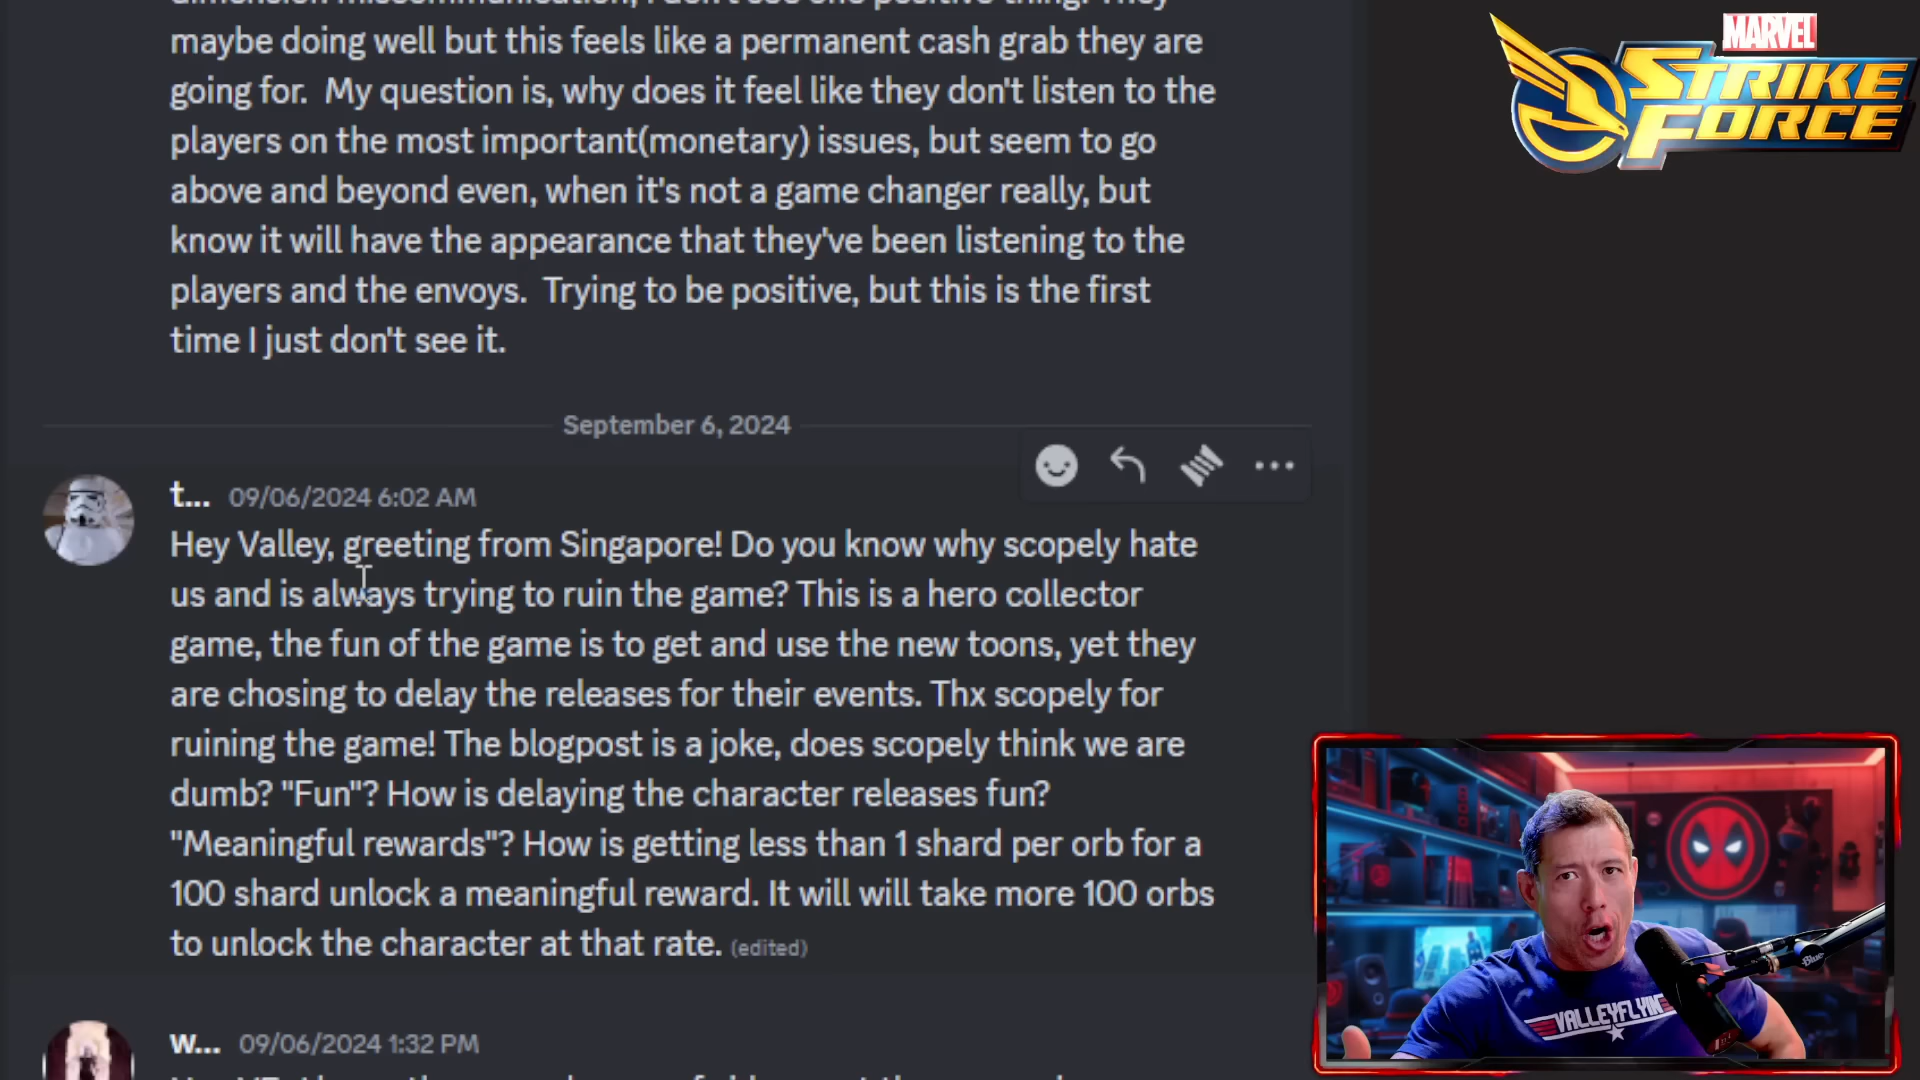 maybe doing well but this feels like a permanent cash grab they are
going for.  My question is, why does it feel like they don't listen to the
players on the most important(monetary) issues, but seem to go
above and beyond even, when it's not a game changer really, but
know it will have the appearance that they've been listening to the
players and the envoys.  Trying to be positive, but this is the first
time I just don't see it.
September 6, 2024
t... 09/06/2024 6:02 AM
Hey Valley, greeting from Singapore! Do you know why scopely hate
us and is always trying to ruin the game? This is a hero collector
game, the fun of the game is to get and use the new toons, yet they
are chosing to delay the releases for their events. Thx scopely for
ruining the game! The blogpost is a joke, does scopely think we are
dumb? "Fun"? How is delaying the character releases fun?
"Meaningful rewards"? How is getting less than 1 shard per orb for a
100 shard unlock a meaningful reward. It will will take more 100 orbs
to unlock the character at that rate. (edited)
w... 09/06/2024 1:32 PM
MARVEL
STRIKE
FORCE
VALLEYFLYIN
Blue